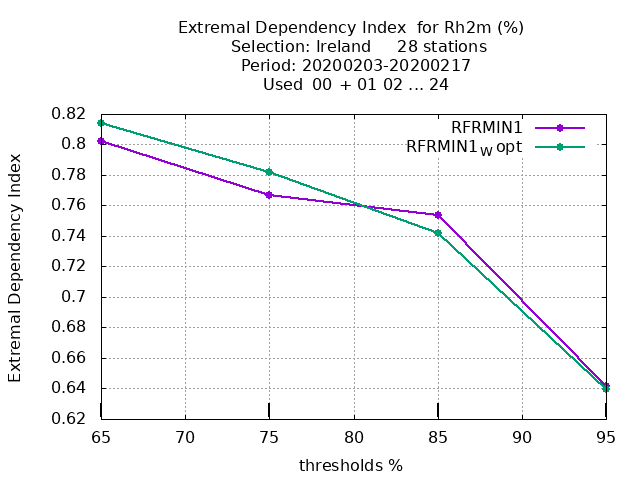 Extremal Dependency Index  for Rh2m (%)
Selection: Ireland     28 stations
Period: 20200203-20200217
Used  00 + 01 02 ... 24
RFRMIN1
RFRMIN1W opt
Extremal Dependency Index
0.82
0.8
0.78
0.76
0.74
0.72
0.7
0.68
0.66
0.64
0.62
65 70 75 80 85 90 95
thresholds %